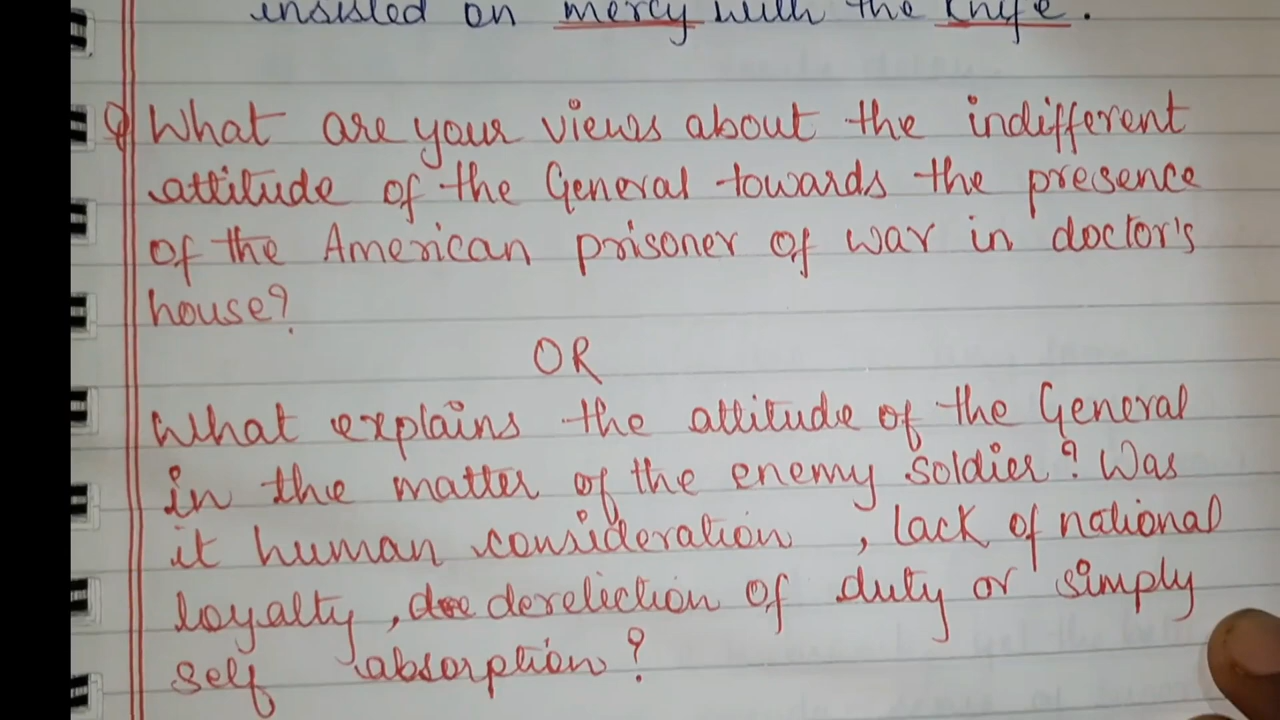 insisted on mercy with the knife.
Q What are your views about the indifferent
attitude of the General towards the presence
of the American prisoner of war in doctor's
house?
OR
What explains the attitude of the General
in the matter of the enemy soldier? Was
it human consideration, lack of national
loyalty, dee dereliction of duty or simply
self absorption?